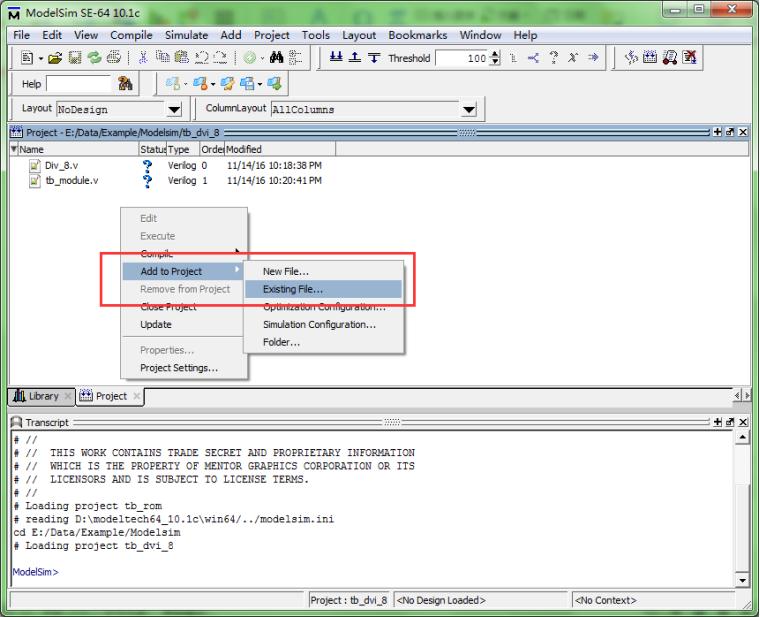 ModelSim SE-64 10.1c
File Edit View Compile Simulate Add Project Tools Layout Bookmarks Window Help
Threshold 100
Help
Layout NoDesign ColumnLayout AllColumns
Project - E:/Data/Example/Modelsim/tb_dvi_8
Name Status Type Order Modified
Div_8.v Verilog 0 11/14/16 10:18:38 PM
tb_module.v Verilog 1 11/14/16 10:20:41 PM
Edit
Execute
Compile
Add to Project New File...
Remove from Project Existing File...
Close Project Optimization Configuration...
Update Simulation Configuration...
Folder...
Properties...
Project Settings...
Library Project
Transcript
# //
# // THIS WORK CONTAINS TRADE SECRET AND PROPRIETARY INFORMATION
# // WHICH IS THE PROPERTY OF MENTOR GRAPHICS CORPORATION OR ITS
# // LICENSORS AND IS SUBJECT TO LICENSE TERMS.
# //
# Loading project tb_rom
# reading D:\modeltech64_10.1c\win64/../modelsim.ini
cd E:/Data/Example/Modelsim
# Loading project tb_dvi_8
ModelSim>
Project : tb_dvi_8 <No Design Loaded> <No Context>